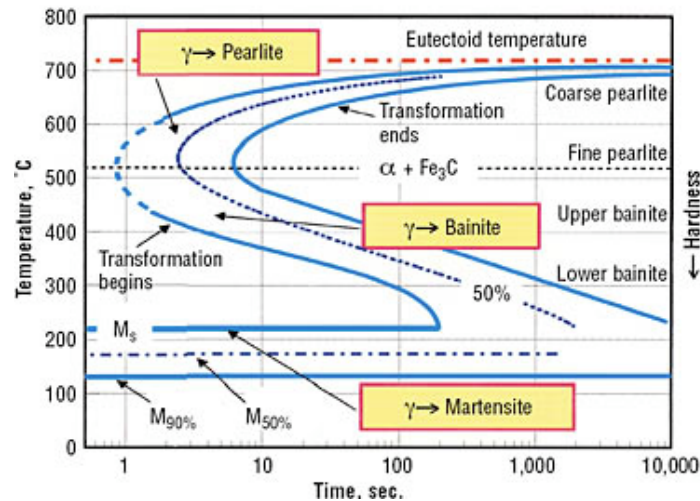 800
700
600
500
400
300
200
100
0
Temperature, °C
γ→ Pearlite
Eutectoid temperature
Coarse pearlite
Transformation
ends
Fine pearlite
α + Fe₃C
Upper bainite
γ→ Bainite
Transformation
begins
Lower bainite
50%
← Hardness
Mₛ
γ→ Martensite
M90%
M50%
1
10
100
1,000
10,000
Time, sec.